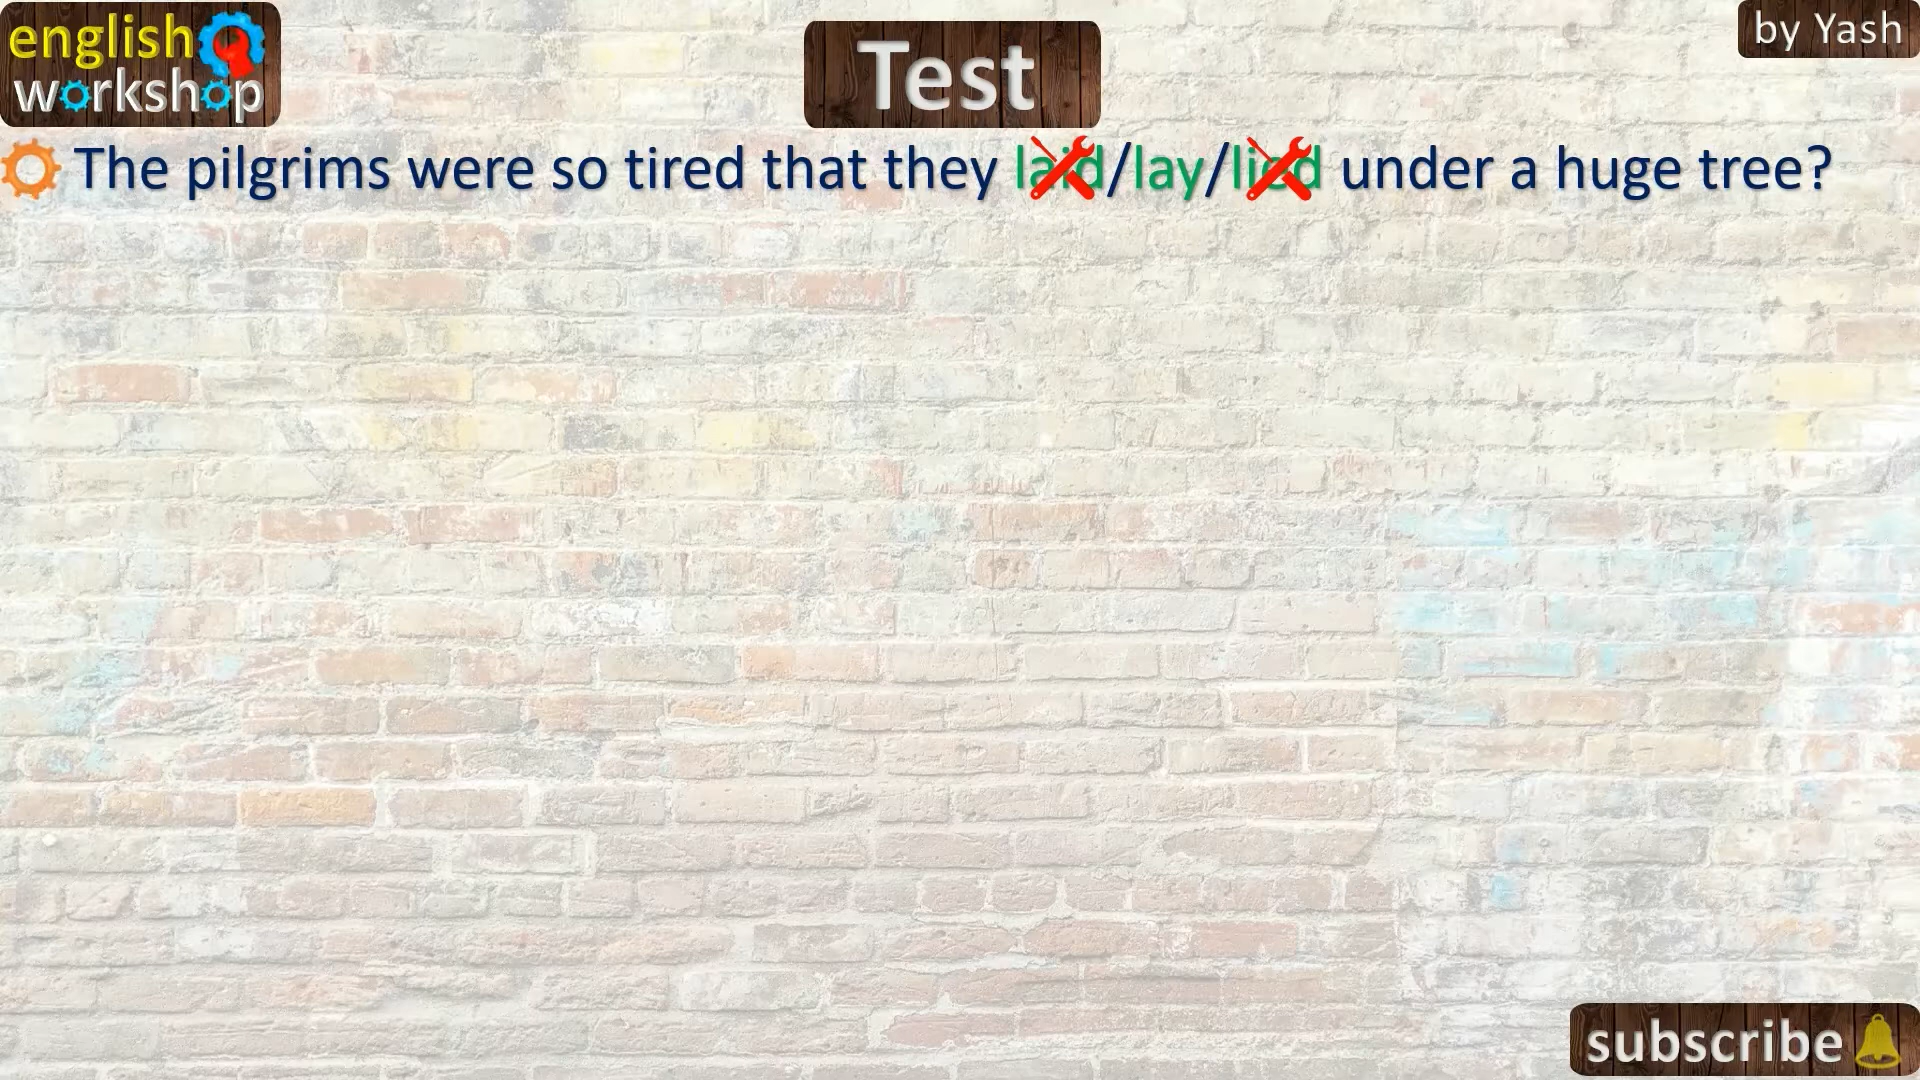 english
workshop
Test
by Yash
The pilgrims were so tired that they laid/lay/lied under a huge tree?
subscribe